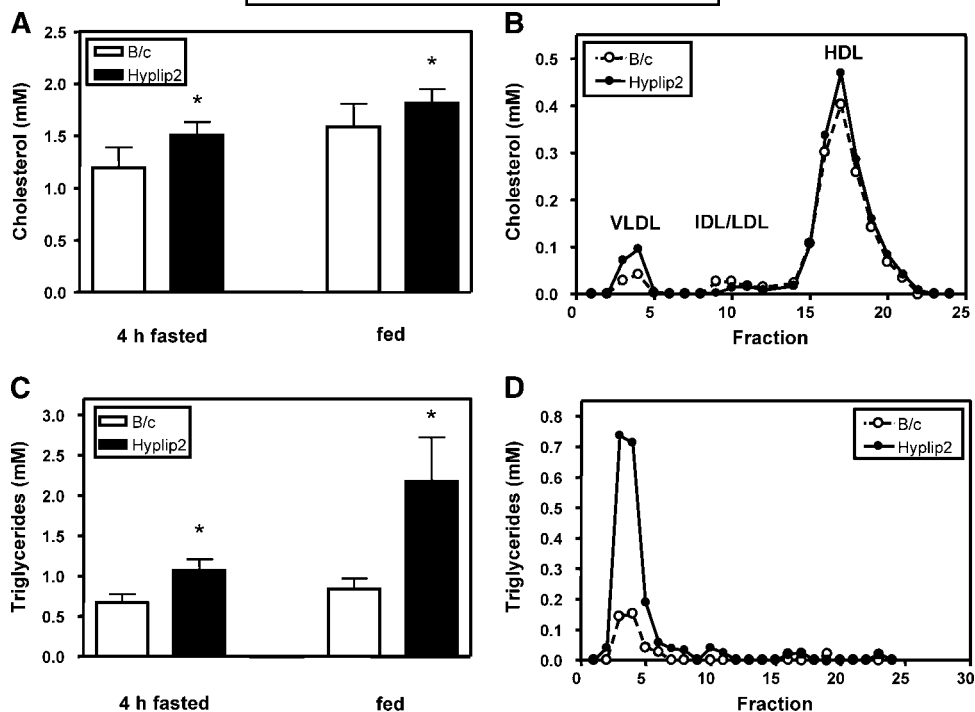 A
B
2.5
2.0
1.5
1.0
0.5
0.0
Cholesterol (mM)
B/c
Hyplip2
*
*
4 h fasted
fed
0.5
0.4
0.3
0.2
0.1
0.0
Cholesterol (mM)
B/c
Hyplip2
HDL
VLDL
IDL/LDL
0 5 10 15 20 25
Fraction
C
D
3.0
2.5
2.0
1.5
1.0
0.5
0.0
Triglycerides (mM)
B/c
Hyplip2
*
*
4 h fasted
fed
0.8
0.7
0.6
0.5
0.4
0.3
0.2
0.1
0.0
Triglycerides (mM)
B/c
Hyplip2
0 5 10 15 20 25 30
Fraction